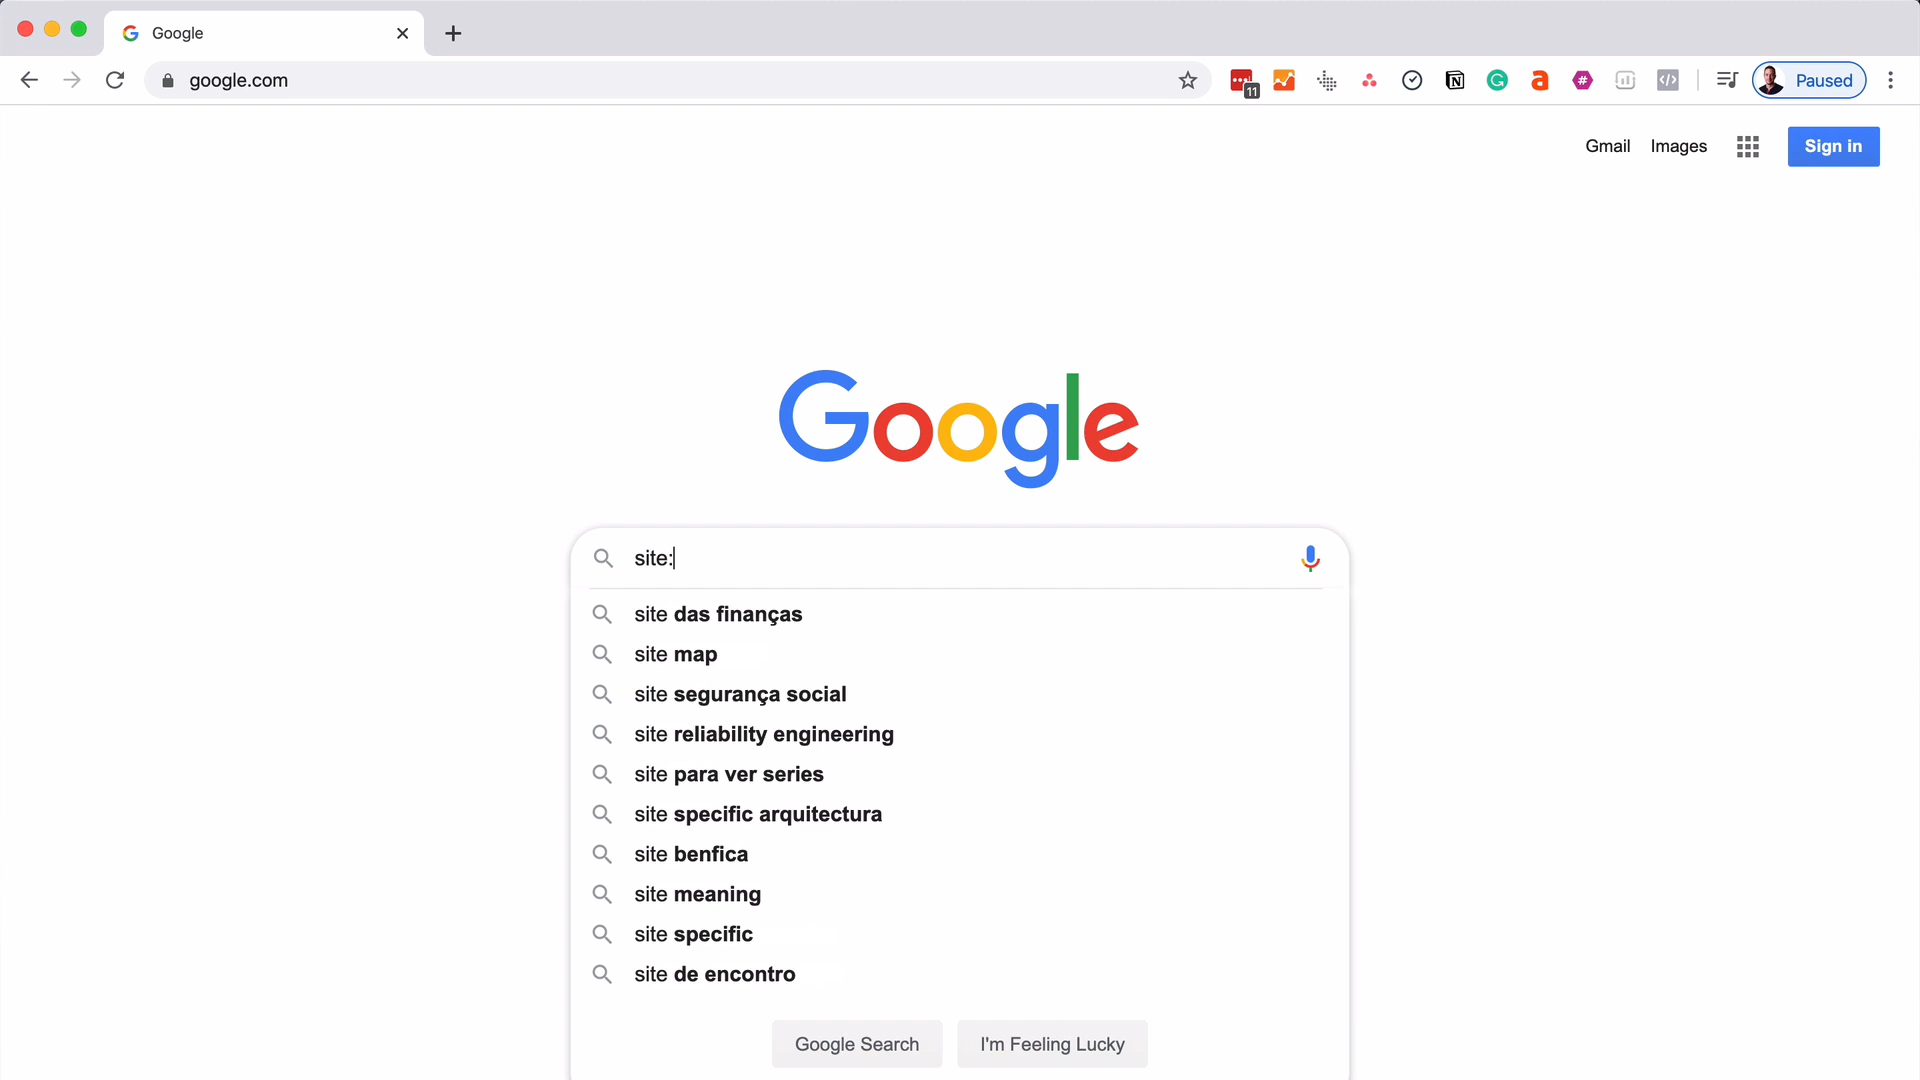 Google
google.com
11
Paused
Gmail Images Sign in
Google
site:
site das finanças
site map
site segurança social
site reliability engineering
site para ver series
site specific arquitectura
site benfica
site meaning
site specific
site de encontro
Google Search I'm Feeling Lucky